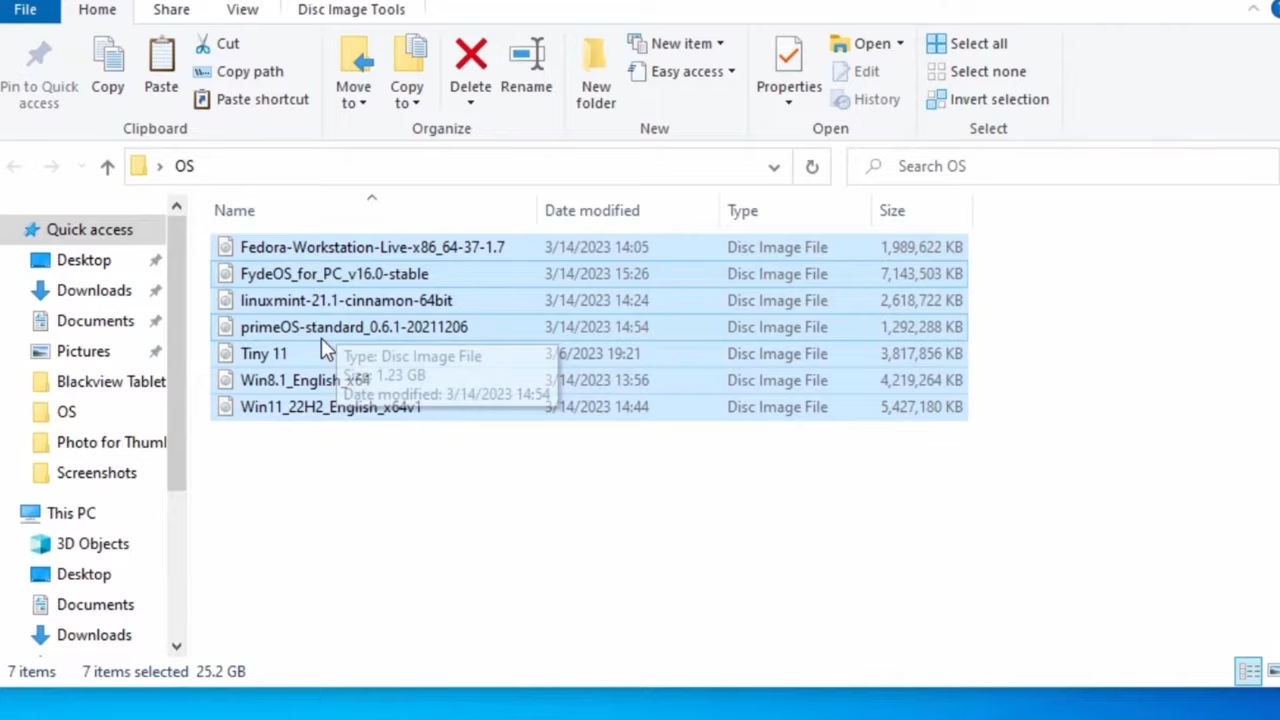 File Home Share View Disc Image Tools
Pin to Quick access
Copy
Paste
Cut
Copy path
Paste shortcut
Clipboard
Move to
Copy to
Delete
Rename
Organize
New folder
New item
Easy access
New
Properties
Open
Edit
History
Open
Select all
Select none
Invert selection
Select
OS
Search OS
Name Date modified Type Size
Quick access
Desktop
Downloads
Documents
Pictures
Blackview Tablet
OS
Photo for Thuml
Screenshots
This PC
3D Objects
Desktop
Documents
Downloads
Fedora-Workstation-Live-x86_64-37-1.7 3/14/2023 14:05 Disc Image File 1,989,622 KB
FydeOS_for_PC_v16.0-stable 3/14/2023 15:26 Disc Image File 7,143,503 KB
linuxmint-21.1-cinnamon-64bit 3/14/2023 14:24 Disc Image File 2,618,722 KB
primeOS-standard_0.6.1-20211206 3/14/2023 14:54 Disc Image File 1,292,288 KB
Tiny 11 3/6/2023 19:21 Disc Image File 3,817,856 KB
Win8.1_English_x64 3/14/2023 13:56 Disc Image File 4,219,264 KB
Win11_22H2_English_x64v1 3/14/2023 14:44 Disc Image File 5,427,180 KB
Type: Disc Image File
Size: 1.23 GB
Date modified: 3/14/2023 14:54
7 items 7 items selected 25.2 GB